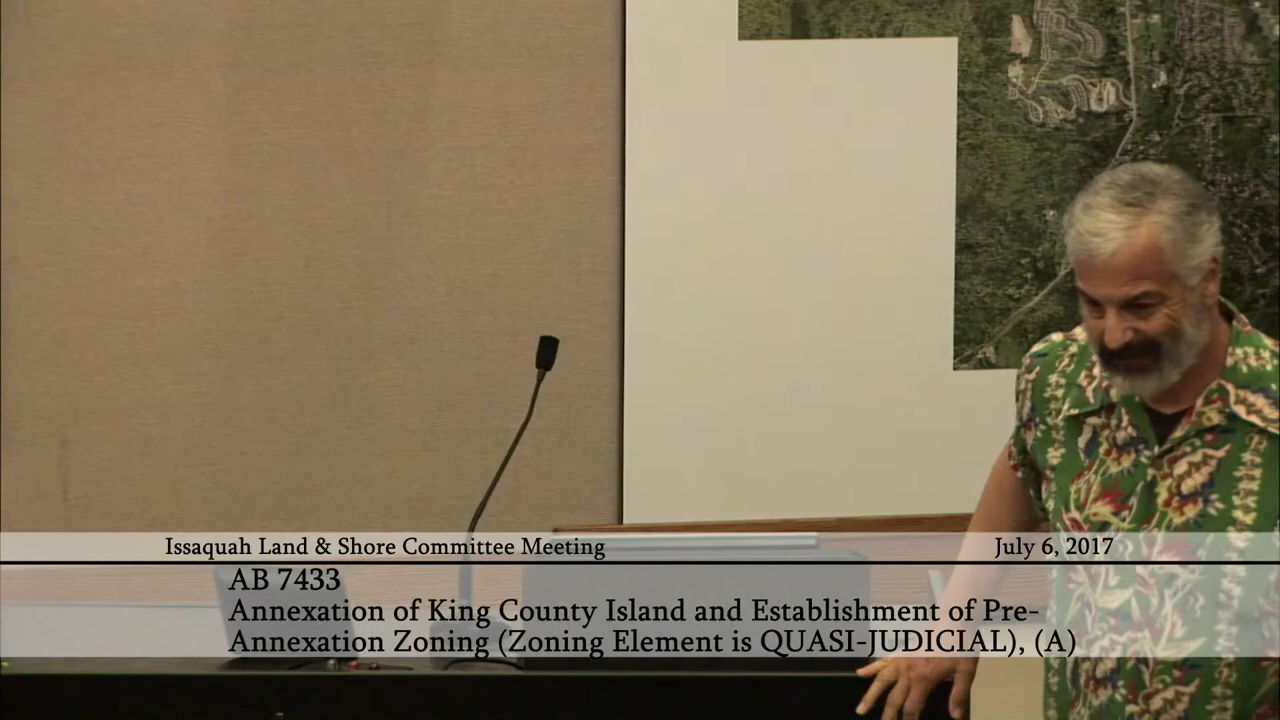 Issaquah Land & Shore Committee Meeting July 6, 2017
AB 7433
Annexation of King County Island and Establishment of Pre-
Annexation Zoning (Zoning Element is QUASI-JUDICIAL), (A)